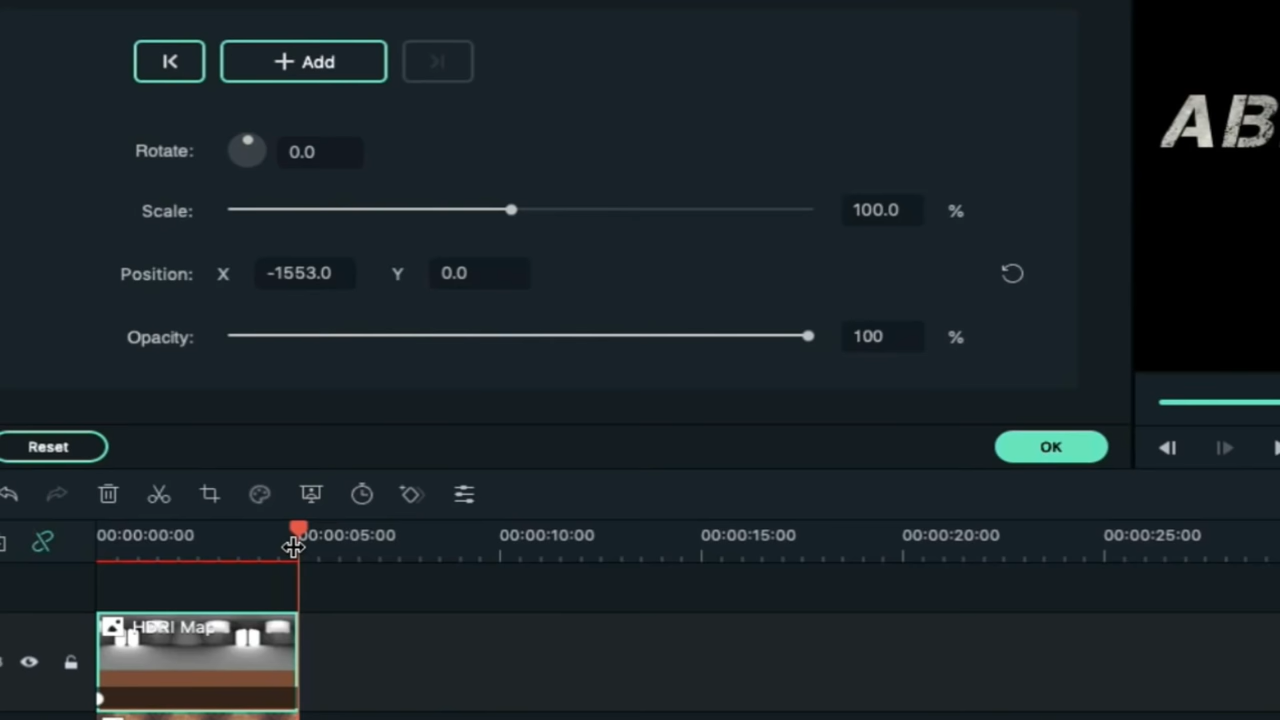 + Add
AB
Rotate: 0.0
Scale: 100.0 %
Position: X -1553.0 Y 0.0
Opacity: 100 %
Reset OK
00:00:00:00 00:00:05:00 00:00:10:00 00:00:15:00 00:00:20:00 00:00:25:00
HDRI Map